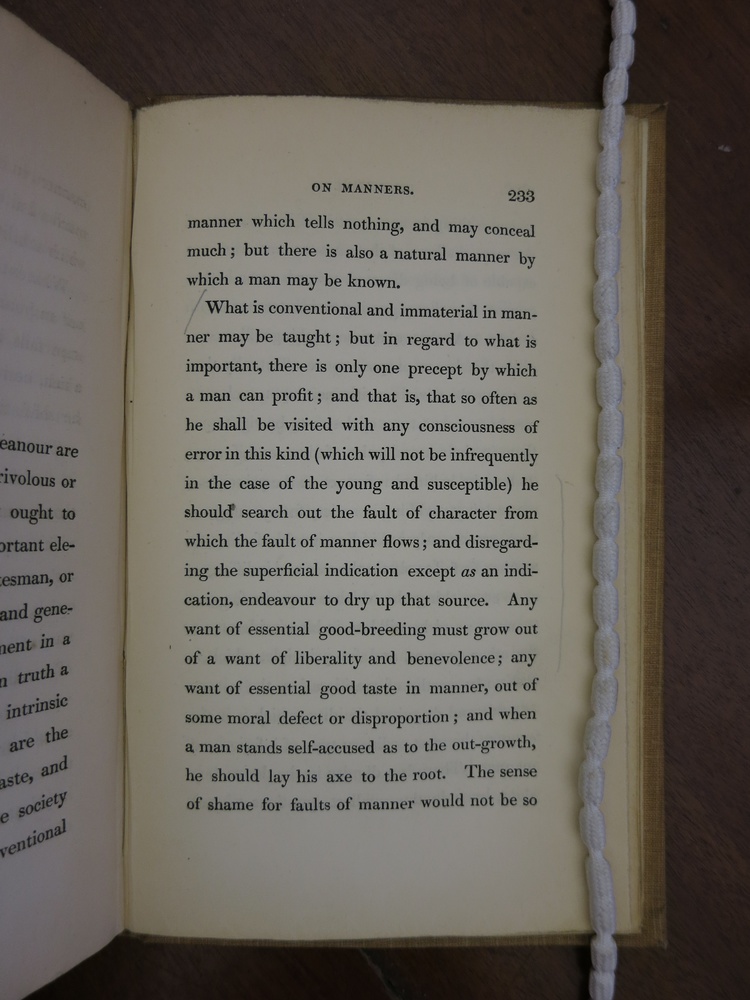 eanour are
rivolous or
ought to
ortant ele-
esman, or
and gene-
ment in a
n truth a
intrinsic
are the
aste, and
e society
ventional
ON MANNERS.
233
manner which tells nothing, and may conceal
much; but there is also a natural manner by
which a man may be known.
What is conventional and immaterial in man-
ner may be taught; but in regard to what is
important, there is only one precept by which
a man can profit; and that is, that so often as
he shall be visited with any consciousness of
error in this kind (which will not be infrequently
in the case of the young and susceptible) he
should search out the fault of character from
which the fault of manner flows; and disregard-
ing the superficial indication except as an indi-
cation, endeavour to dry up that source. Any
want of essential good-breeding must grow out
of a want of liberality and benevolence; any
want of essential good taste in manner, out of
some moral defect or disproportion; and when
a man stands self-accused as to the out-growth,
he should lay his axe to the root. The sense
of shame for faults of manner would not be so